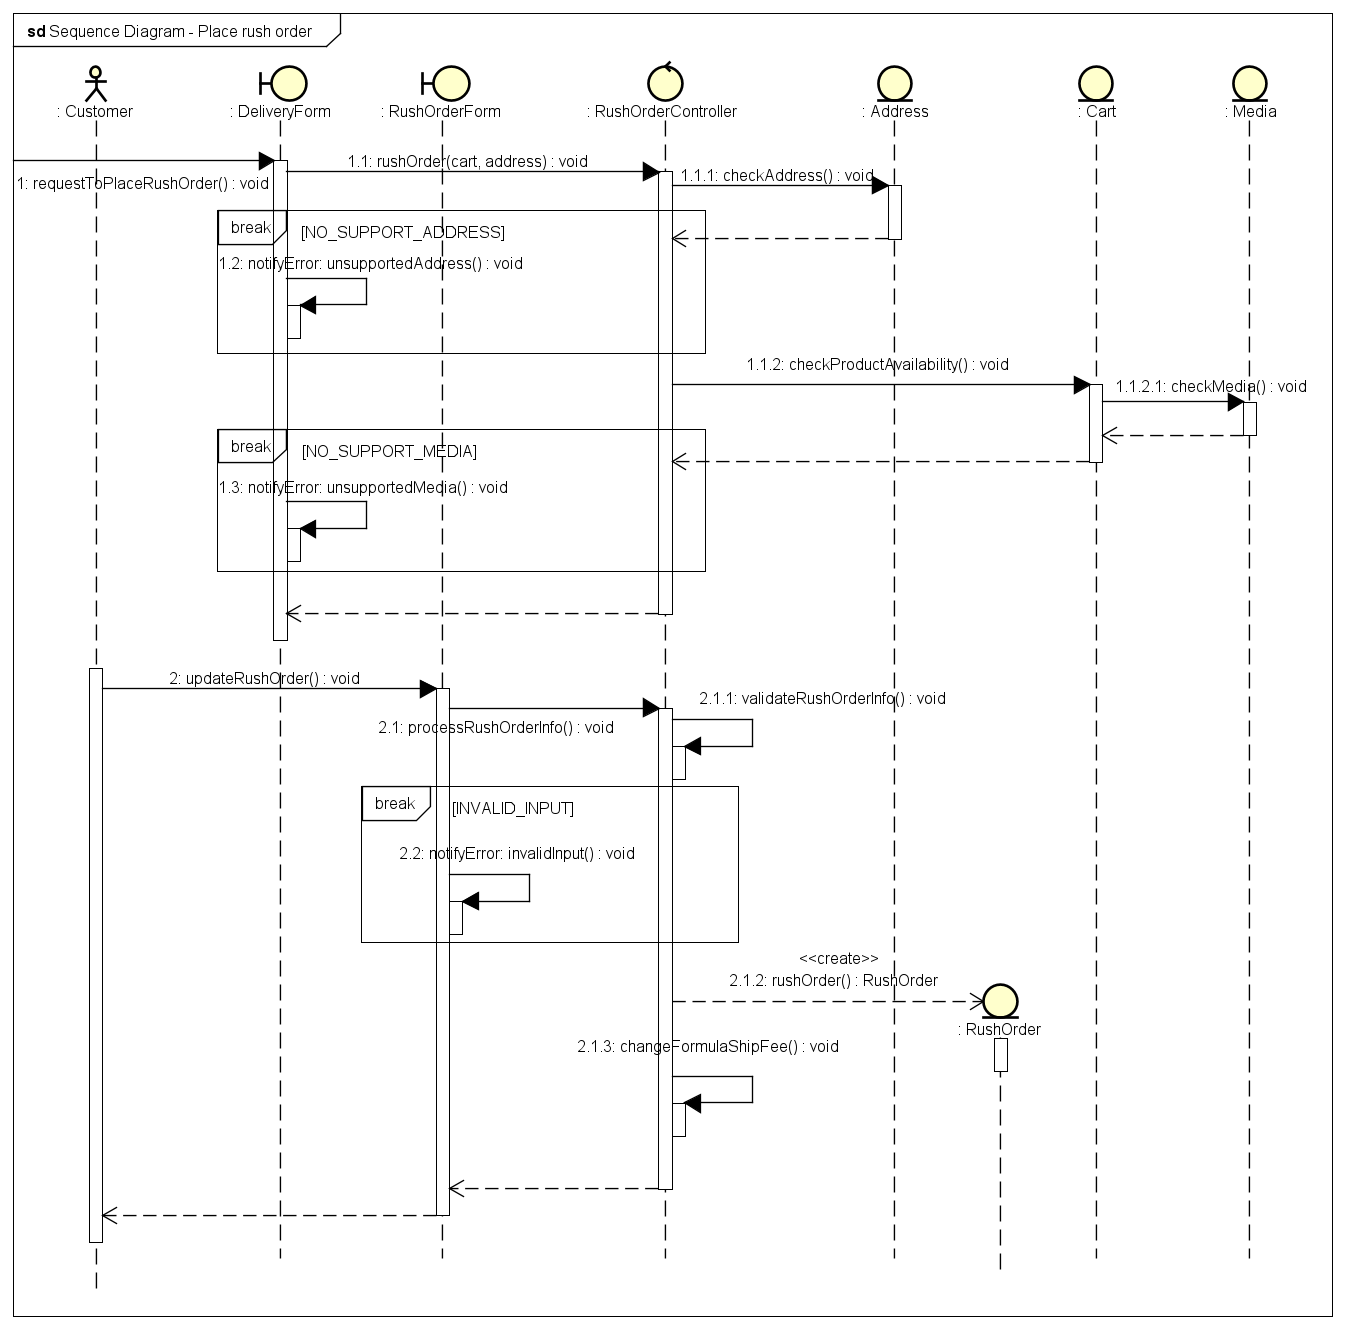 sd Sequence Diagram - Place rush order
: Customer
: DeliveryForm
: RushOrderForm
: RushOrderController
: Address
: Cart
: Media
1: requestToPlaceRushOrder() : void
1.1: rushOrder(cart, address) : void
1.1.1: checkAddress() : void
break
[NO_SUPPORT_ADDRESS]
1.2: notifyError: unsupportedAddress() : void
1.1.2: checkProductAvailability() : void
1.1.2.1: checkMedia() : void
break
[NO_SUPPORT_MEDIA]
1.3: notifyError: unsupportedMedia() : void
2: updateRushOrder() : void
2.1: processRushOrderInfo() : void
2.1.1: validateRushOrderInfo() : void
break
[INVALID_INPUT]
2.2: notifyError: invalidInput() : void
<<create>>
2.1.2: rushOrder() : RushOrder
: RushOrder
2.1.3: changeFormulaShipFee() : void